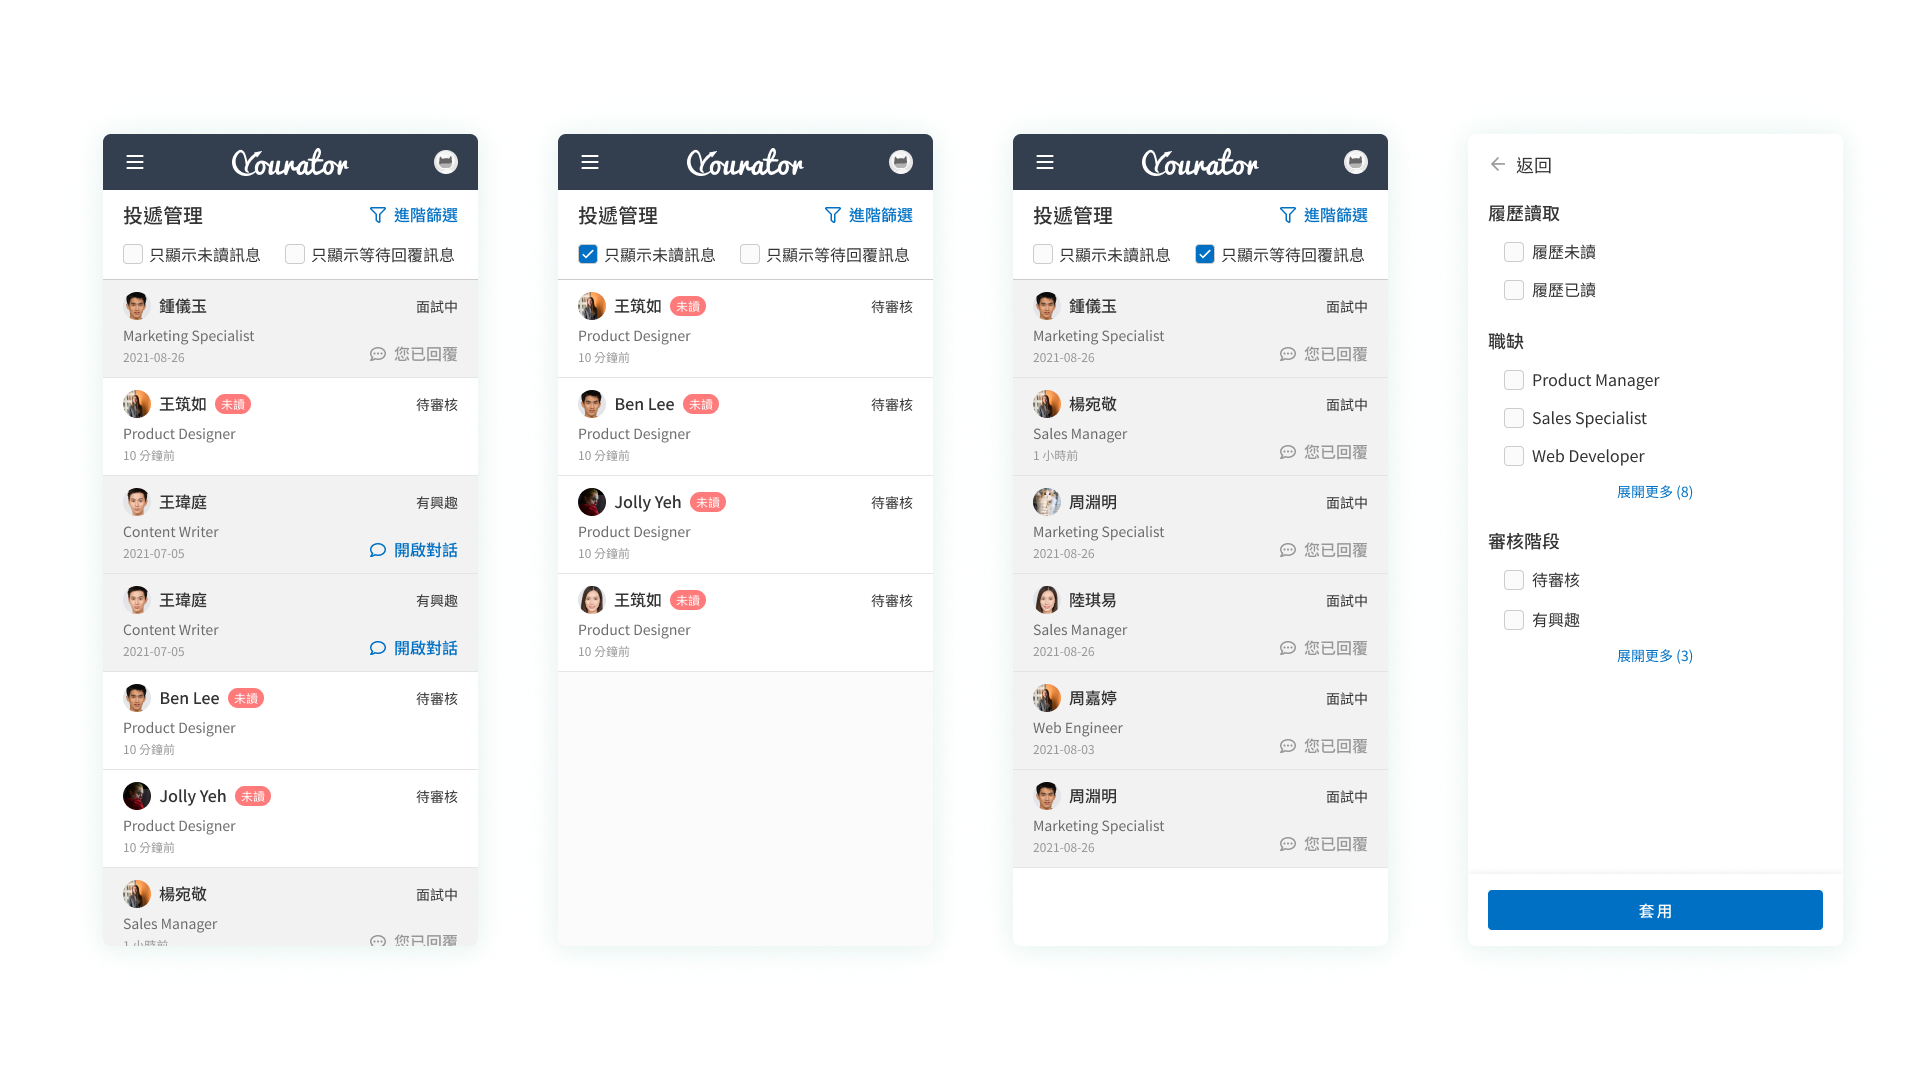 Yourator
投遞管理
進階篩選
只顯示未讀訊息
只顯示等待回覆訊息
鍾儀玉
面試中
Marketing Specialist
2021-08-26
您已回覆
王筑如
未讀
待審核
Product Designer
10 分鐘前
王瑋庭
有興趣
Content Writer
2021-07-05
開啟對話
王瑋庭
有興趣
Content Writer
2021-07-05
開啟對話
Ben Lee
未讀
待審核
Product Designer
10 分鐘前
Jolly Yeh
未讀
待審核
Product Designer
10 分鐘前
楊宛敬
面試中
Sales Manager
1 小時前
您已回覆
Yourator
投遞管理
進階篩選
只顯示未讀訊息
只顯示等待回覆訊息
王筑如
未讀
待審核
Product Designer
10 分鐘前
Ben Lee
未讀
待審核
Product Designer
10 分鐘前
Jolly Yeh
未讀
待審核
Product Designer
10 分鐘前
王筑如
未讀
待審核
Product Designer
10 分鐘前
Yourator
投遞管理
進階篩選
只顯示未讀訊息
只顯示等待回覆訊息
鍾儀玉
面試中
Marketing Specialist
2021-08-26
您已回覆
楊宛敬
面試中
Sales Manager
1 小時前
您已回覆
周淵明
面試中
Marketing Specialist
2021-08-26
您已回覆
陸琪易
面試中
Sales Manager
2021-08-26
您已回覆
周嘉婷
面試中
Web Engineer
2021-08-03
您已回覆
周淵明
面試中
Marketing Specialist
2021-08-26
您已回覆
返回
履歷讀取
履歷未讀
履歷已讀
職缺
Product Manager
Sales Specialist
Web Developer
展開更多 (8)
審核階段
待審核
有興趣
展開更多 (3)
套用